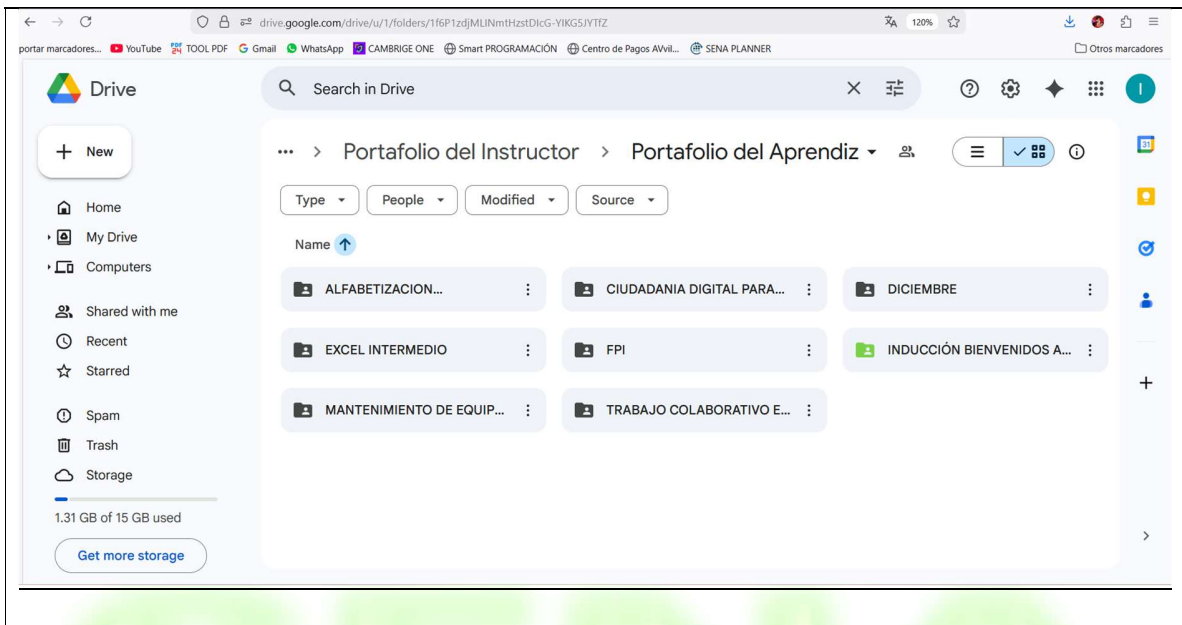 drive.google.com/drive/u/1/folders/1f6P1zdjMLINmtHzstDIcG-YIKG5JYTfZ 120%
portar marcadores... YouTube TOOL PDF Gmail WhatsApp CAMBRIGE ONE Smart PROGRAMACIÓN Centro de Pagos AVvil... SENA PLANNER Otros marcadores
Drive
Search in Drive
I
New
... > Portafolio del Instructor > Portafolio del Aprendiz
31
Type People Modified Source
Home
My Drive
Computers
Shared with me
Recent
Starred
Spam
Trash
Storage
1.31 GB of 15 GB used
Get more storage
Name
ALFABETIZACION...
CIUDADANIA DIGITAL PARA...
DICIEMBRE
EXCEL INTERMEDIO
FPI
INDUCCIÓN BIENVENIDOS A...
MANTENIMIENTO DE EQUIP...
TRABAJO COLABORATIVO E...